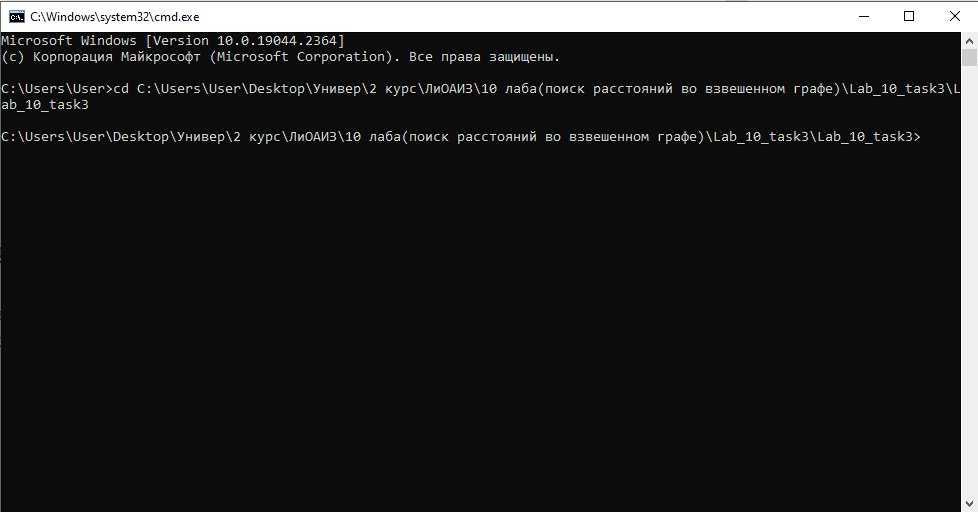 C:\Windows\system32\cmd.exe
Microsoft Windows [Version 10.0.19044.2364]
(c) Корпорация Майкрософт (Microsoft Corporation). Все права защищены.
C:\Users\User>cd C:\Users\User\Desktop\Универ\2 курс\ЛиОАИЗ\10 лаба(поиск расстояний во взвешенном графе)\Lab_10_task3\L
ab_10_task3
C:\Users\User\Desktop\Универ\2 курс\ЛиОАИЗ\10 лаба(поиск расстояний во взвешенном графе)\Lab_10_task3\Lab_10_task3>